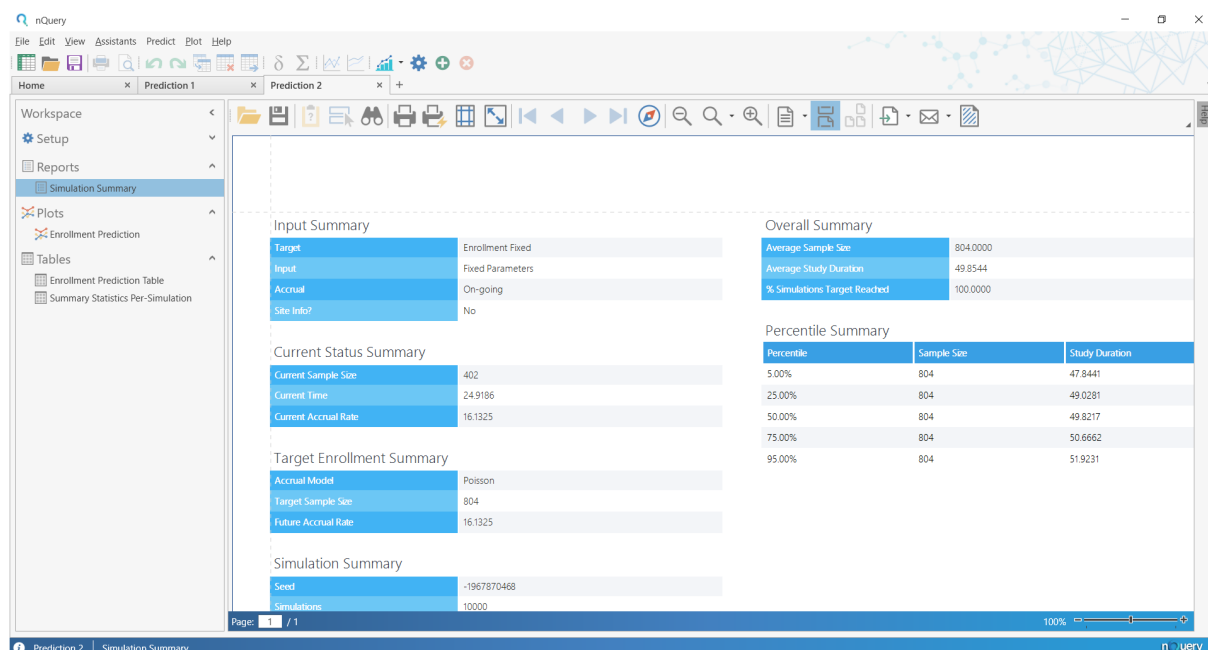 nQuery
File Edit View Assistants Predict Plot Help
Home × Prediction 1 × Prediction 2 × +
Workspace
Setup
Reports
Simulation Summary
Plots
Enrollment Prediction
Tables
Enrollment Prediction Table
Summary Statistics Per-Simulation
Help
Input Summary
Target Enrollment Fixed
Input Fixed Parameters
Accrual On-going
Site Info? No
Current Status Summary
Current Sample Size 402
Current Time 24.9186
Current Accrual Rate 16.1325
Target Enrollment Summary
Accrual Model Poisson
Target Sample Size 804
Future Accrual Rate 16.1325
Simulation Summary
Seed -1967870468
Simulations 10000
Overall Summary
Average Sample Size 804.0000
Average Study Duration 49.8544
% Simulations Target Reached 100.0000
Percentile Summary
Percentile Sample Size Study Duration
5.00% 804 47.8441
25.00% 804 49.0281
50.00% 804 49.8217
75.00% 804 50.6662
95.00% 804 51.9231
Page: 1 / 1 100%
Prediction 2 | Simulation Summary nQuery